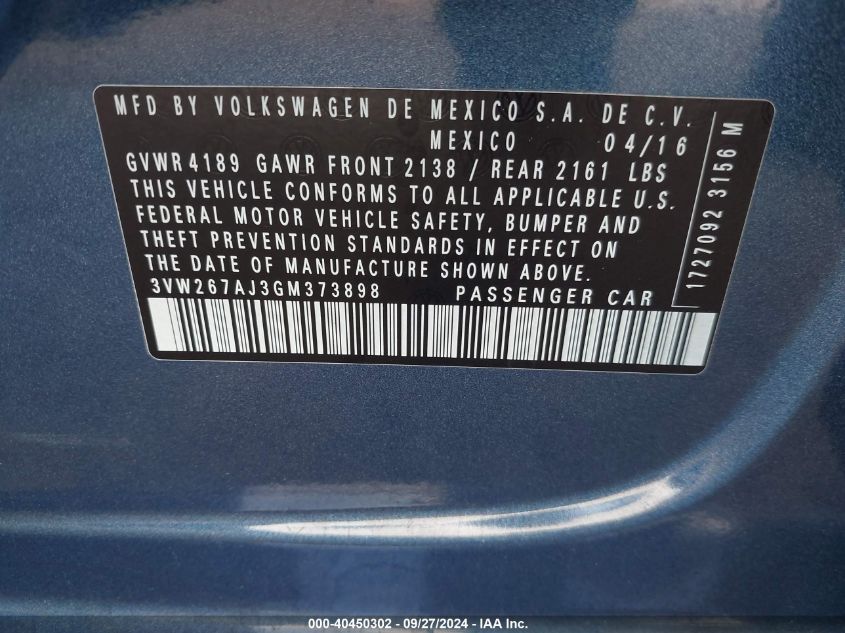 MFD BY VOLKSWAGEN DE MEXICO S.A. DE C.V.
MEXICO 04/16
GVWR 4189 GAWR FRONT 2138 / REAR 2161 LBS
THIS VEHICLE CONFORMS TO ALL APPLICABLE U.S.
FEDERAL MOTOR VEHICLE SAFETY, BUMPER AND
THEFT PREVENTION STANDARDS IN EFFECT ON
THE DATE OF MANUFACTURE SHOWN ABOVE.
3VW267AJ3GM373898 PASSENGER CAR
1727092 3156 M
000-40450302 - 09/27/2024 - IAA Inc.